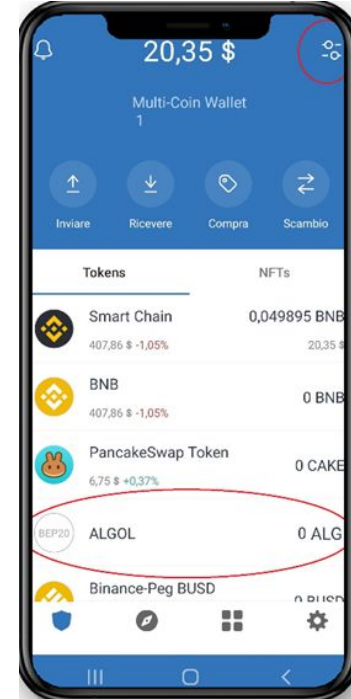 20,35 $
Multi-Coin Wallet
1
Inviare Ricevere Compra Scambio
Tokens NFTs
Smart Chain 0,049895 BNB
407,86 $ -1,05% 20,35 $
BNB 0 BNB
407,86 $ -1,05%
PancakeSwap Token 0 CAKE
6,75 $ +0,37%
BEP20 ALGOL 0 ALG
Binance-Peg BUSD 0 BUSD